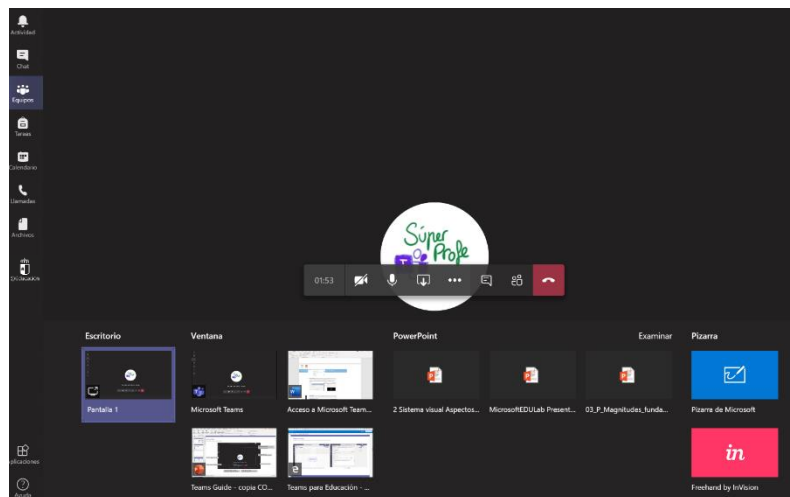 Actividad
Chat
Equipos
Tareas
Calendario
Llamadas
Archivos
Aplicaciones
Ayuda
Súper
Profe
T
01:53
Escritorio
Ventana
PowerPoint
Examinar
Pizarra
Pantalla 1
Microsoft Teams
Acceso a Microsoft Team...
2 Sistema visual Aspectos...
MicrosoftEDULab Present...
03_P_Magnitudes_funda...
Pizarra de Microsoft
in
Teams Guide - copia CO...
Teams para Educación - ...
Freehand by InVision